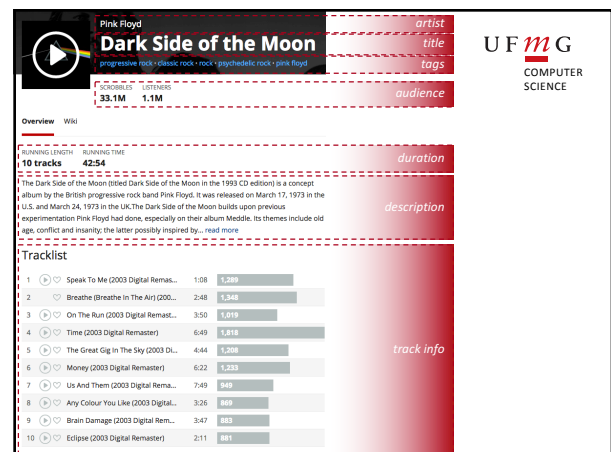 Pink Floyd
artist
Dark Side of the Moon
title
progressive rock · classic rock · rock · psychedelic rock · pink floyd
tags
SCROBBLES LISTENERS
33.1M 1.1M
audience
UFmG
COMPUTER
SCIENCE
Overview Wiki
RUNNING LENGTH RUNNING TIME
10 tracks 42:54
duration
The Dark Side of the Moon (titled Dark Side of the Moon in the 1993 CD edition) is a concept
album by the British progressive rock band Pink Floyd. It was released on March 17, 1973 in the
U.S. and March 24, 1973 in the UK.The Dark Side of the Moon builds upon previous
experimentation Pink Floyd had done, especially on their album Meddle. Its themes include old
age, conflict and insanity; the latter possibly inspired by... read more
description
Tracklist
1 Speak To Me (2003 Digital Remas... 1:08 1,289
2 Breathe (Breathe In The Air) (200... 2:48 1,348
3 On The Run (2003 Digital Remast... 3:50 1,019
4 Time (2003 Digital Remaster) 6:49 1,818
5 The Great Gig In The Sky (2003 Di... 4:44 1,208
6 Money (2003 Digital Remaster) 6:22 1,233
7 Us And Them (2003 Digital Rema... 7:49 949
8 Any Colour You Like (2003 Digital... 3:26 869
9 Brain Damage (2003 Digital Rem... 3:47 883
10 Eclipse (2003 Digital Remaster) 2:11 881
track info